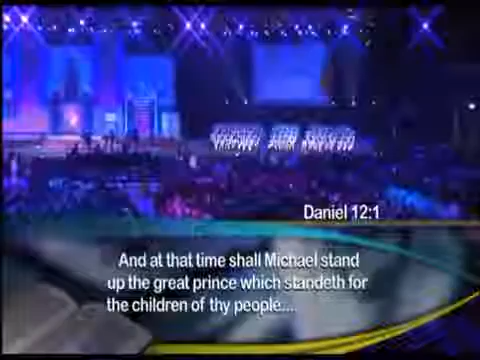 Daniel 12:1
And at that time shall Michael stand
up the great prince which standeth for
the children of thy people....